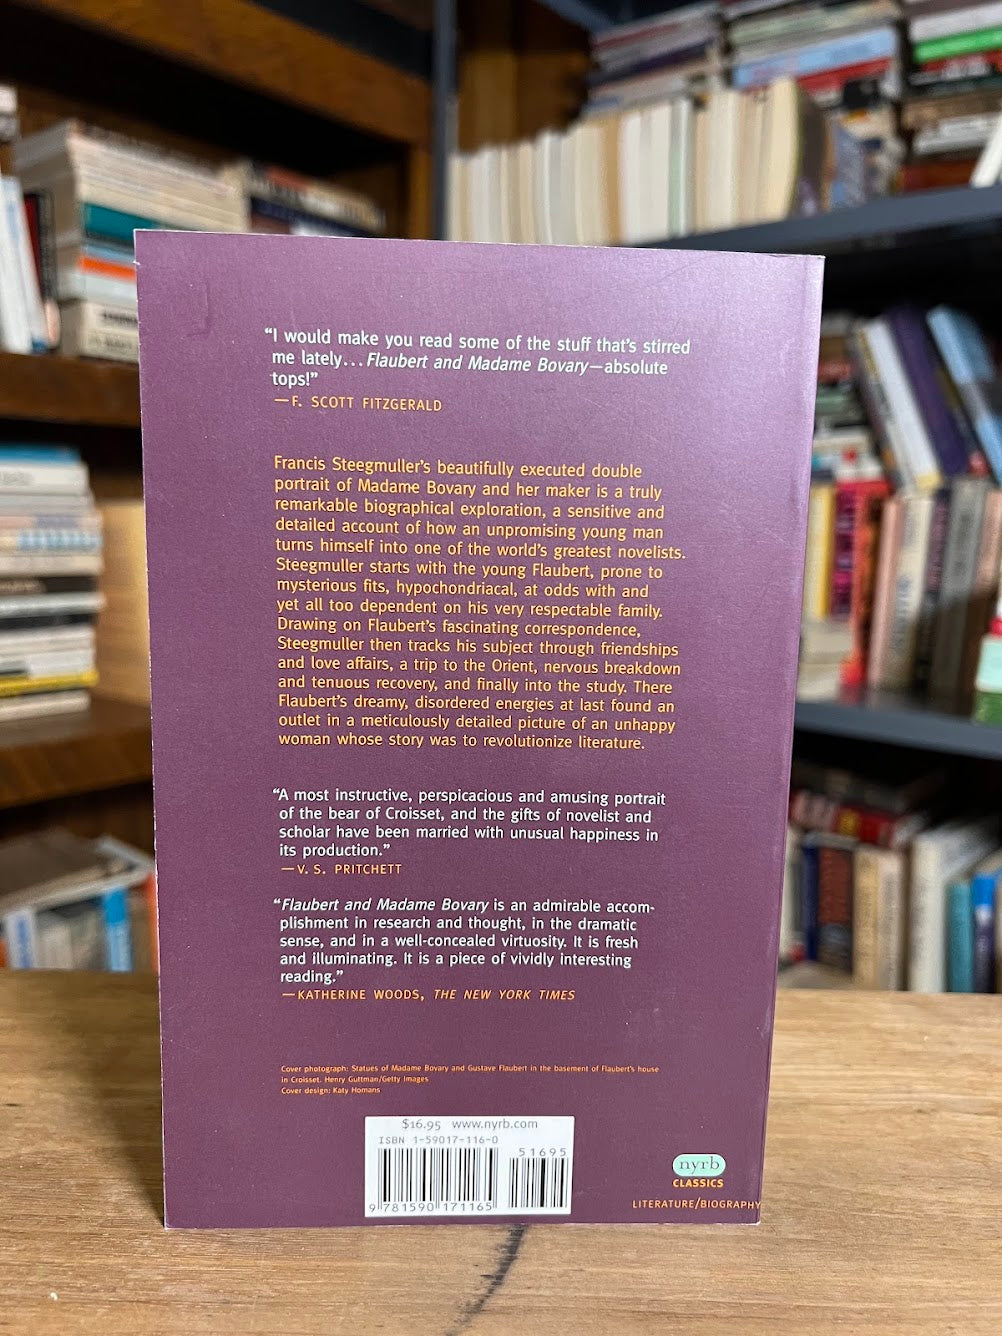 “I would make you read some of the stuff that’s stirred
me lately... Flaubert and Madame Bovary—absolute
tops!”
—F. SCOTT FITZGERALD
Francis Steegmuller’s beautifully executed double
portrait of Madame Bovary and her maker is a truly
remarkable biographical exploration, a sensitive and
detailed account of how an unpromising young man
turns himself into one of the world’s greatest novelists.
Steegmuller starts with the young Flaubert, prone to
mysterious fits, hypochondriacal, at odds with and
yet all too dependent on his very respectable family.
Drawing on Flaubert’s fascinating correspondence,
Steegmuller then tracks his subject through friendships
and love affairs, a trip to the Orient, nervous breakdown
and tenuous recovery, and finally into the study. There
Flaubert’s dreamy, disordered energies at last found an
outlet in a meticulously detailed picture of an unhappy
woman whose story was to revolutionize literature.
“A most instructive, perspicacious and amusing portrait
of the bear of Croisset, and the gifts of novelist and
scholar have been married with unusual happiness in
its production.”
—V. S. PRITCHETT
“Flaubert and Madame Bovary is an admirable accom-
plishment in research and thought, in the dramatic
sense, and in a well-concealed virtuosity. It is fresh
and illuminating. It is a piece of vividly interesting
reading.”
—KATHERINE WOODS, THE NEW YORK TIMES
Cover photograph: Statues of Madame Bovary and Gustave Flaubert in the basement of Flaubert’s house
in Croisset. Henry Guttman/Getty Images
Cover design: Katy Homans
$16.95 www.nyrb.com
ISBN 1-59017-116-0
51695
9 781590 171165
nyrb
CLASSICS
LITERATURE/BIOGRAPHY